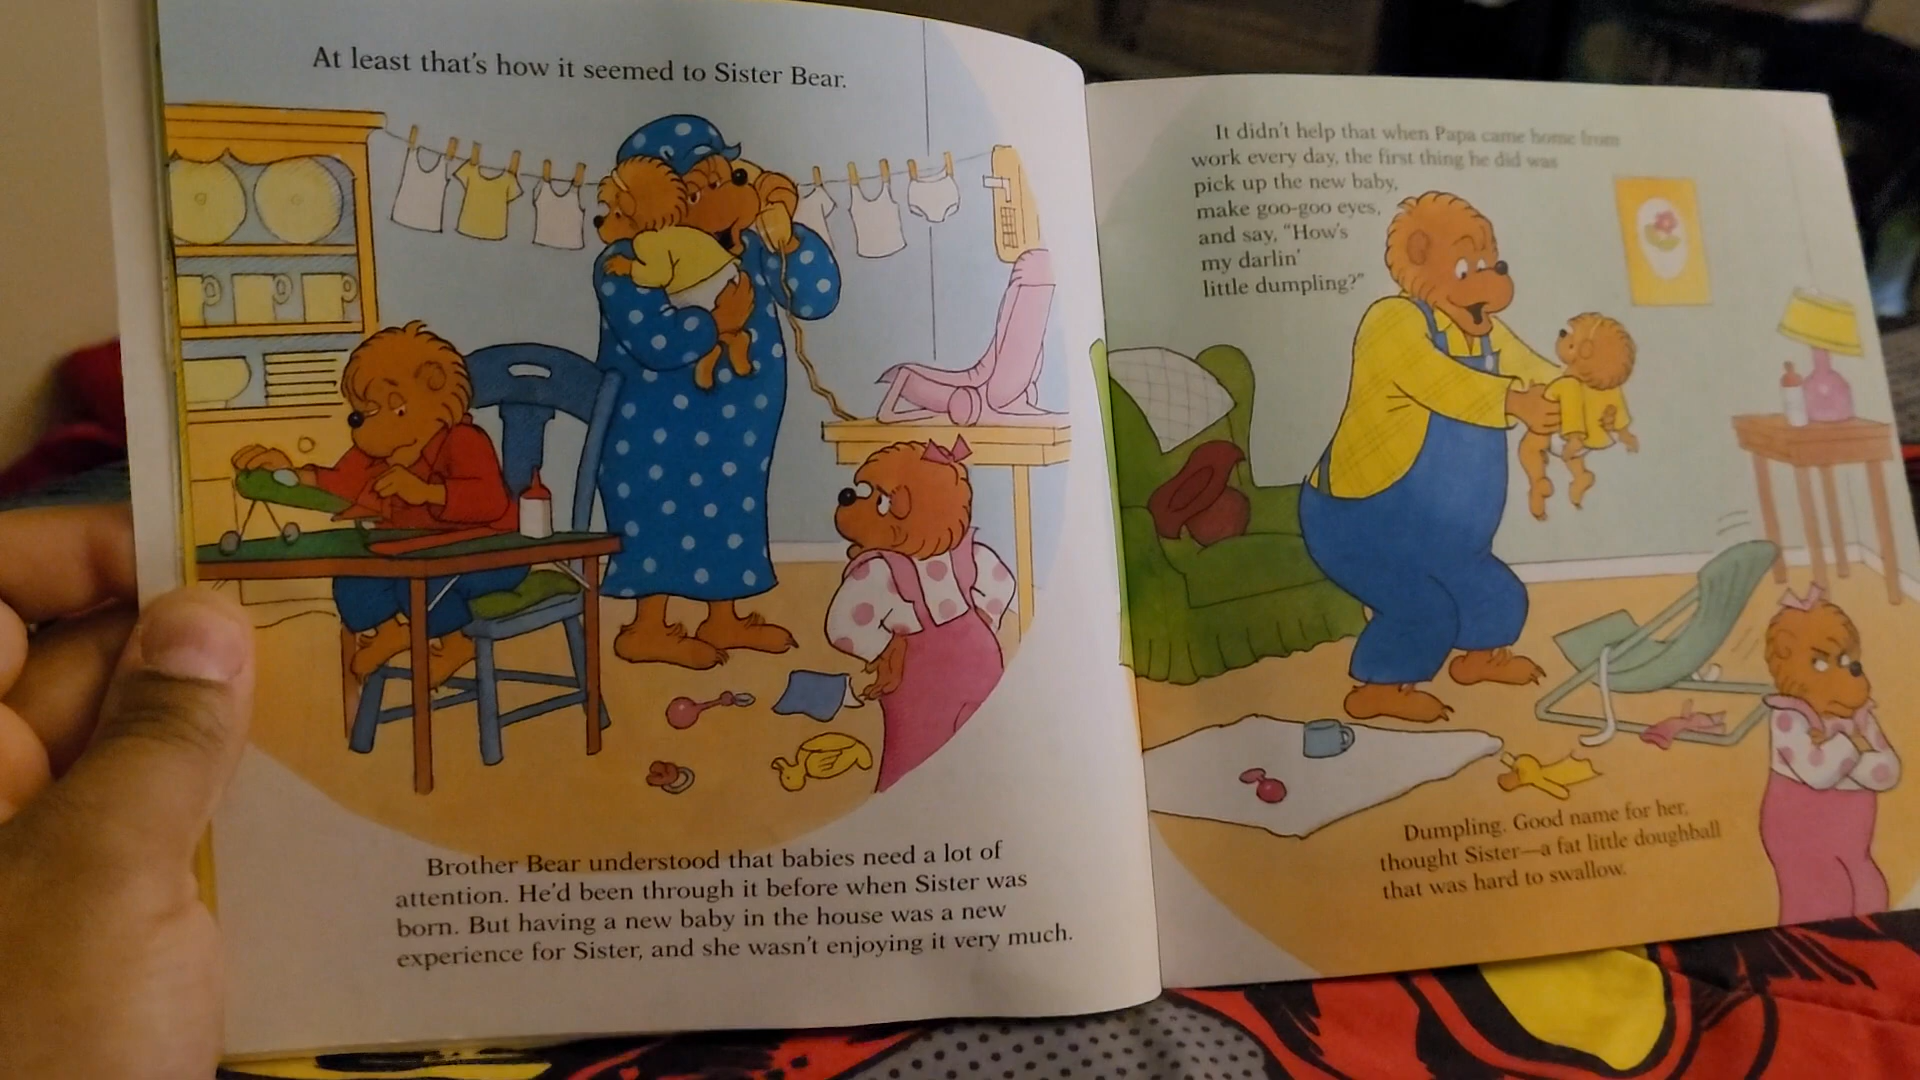 At least that's how it seemed to Sister Bear.
Brother Bear understood that babies need a lot of
attention. He'd been through it before when Sister was
born. But having a new baby in the house was a new
experience for Sister, and she wasn't enjoying it very much.
It didn't help that when Papa came home from
work every day, the first thing he did was
pick up the new baby,
make goo-goo eyes,
and say, "How's
my darlin'
little dumpling?"
Dumpling. Good name for her,
thought Sister—a fat little doughball
that was hard to swallow.